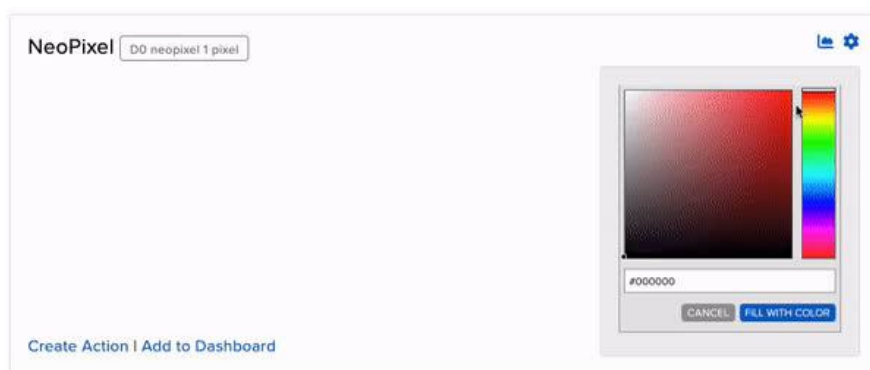 NeoPixel D0 neopixel 1 pixel
#000000
CANCEL FILL WITH COLOR
Create Action | Add to Dashboard